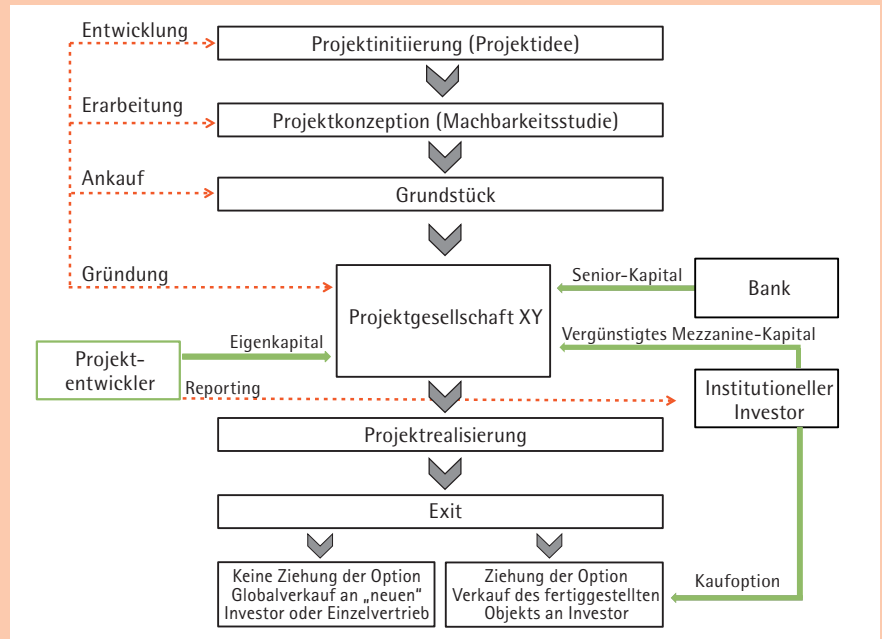 Entwicklung
Projektinitiierung (Projektidee)
Erarbeitung
Projektkonzeption (Machbarkeitsstudie)
Ankauf
Grundstück
Gründung
Senior-Kapital
Bank
Projektgesellschaft XY
Vergünstigtes Mezzanine-Kapital
Eigenkapital
Projekt-
entwickler
Reporting
Institutioneller
Investor
Projektrealisierung
Exit
Keine Ziehung der Option
Globalverkauf an „neuen“
Investor oder Einzelvertrieb
Ziehung der Option
Verkauf des fertiggestellten
Objekts an Investor
Kaufoption